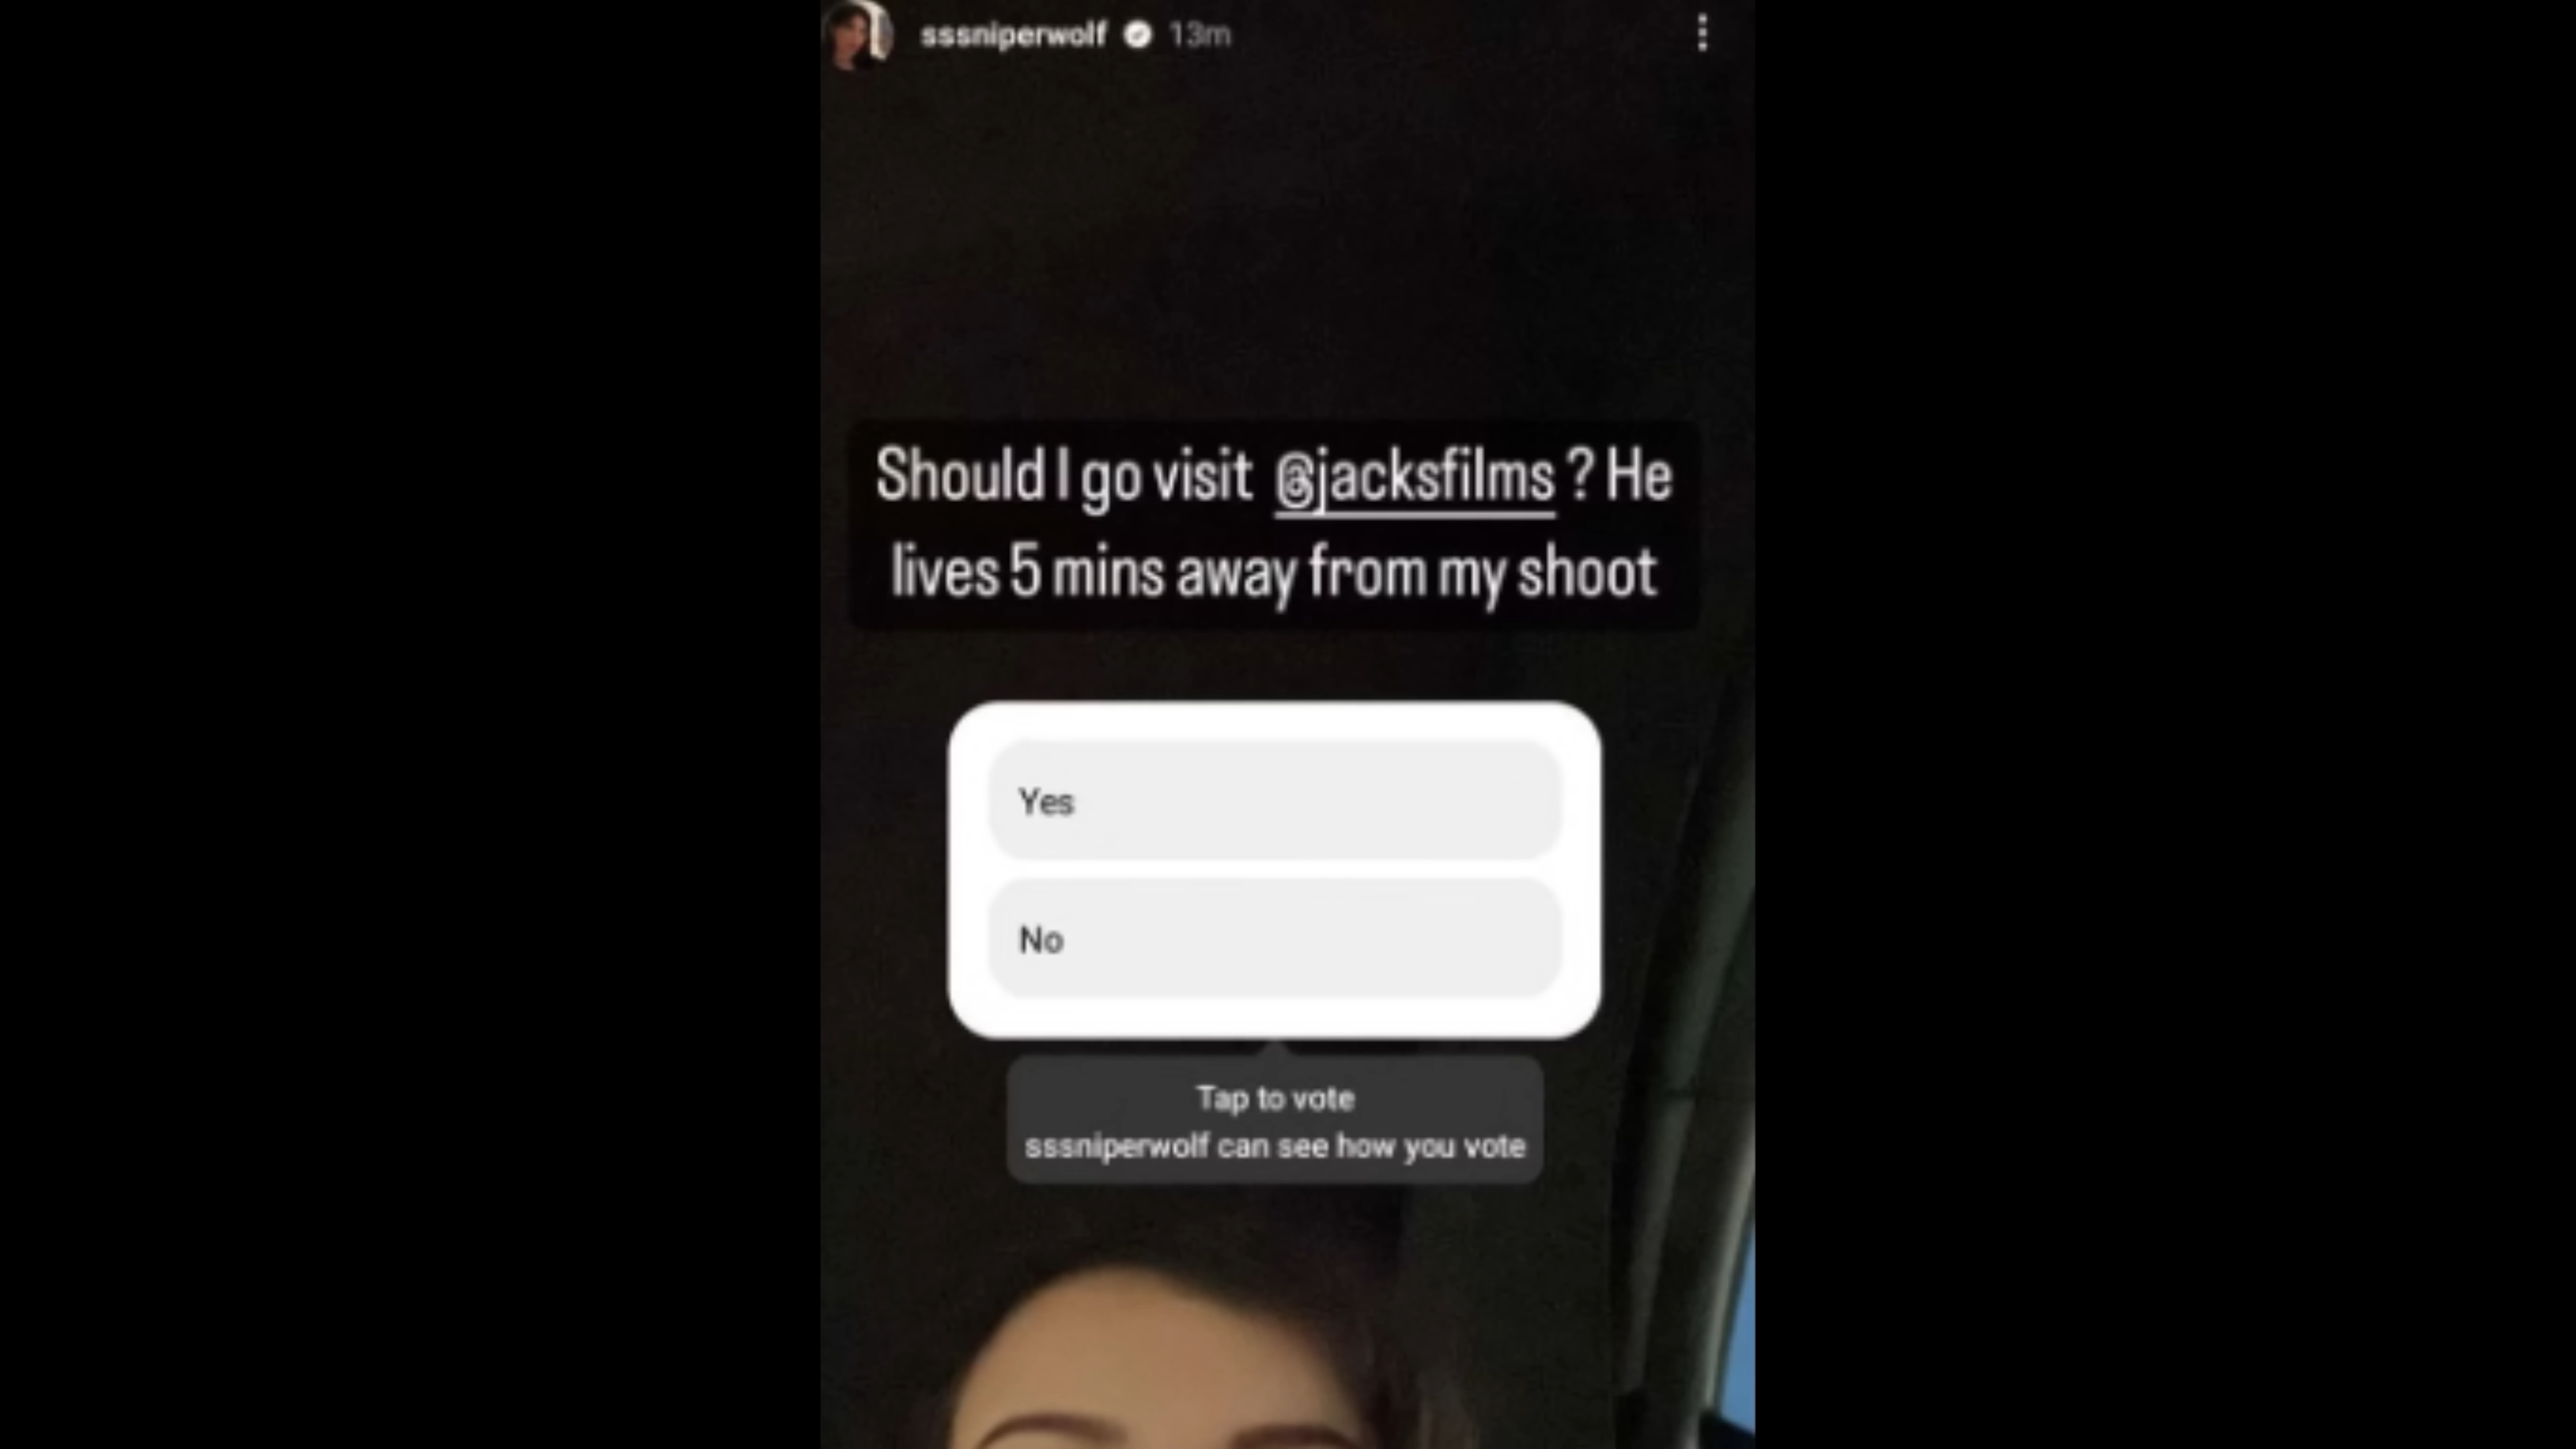 sssniperwolf 13m
Should I go visit @jacksfilms ? He
lives 5 mins away from my shoot
Yes
No
Tap to vote
sssniperwolf can see how you vote